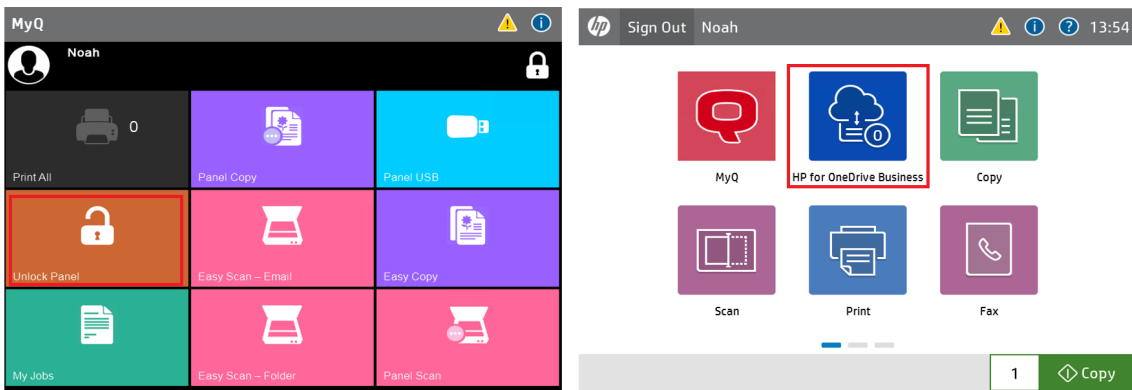 MyQ
Noah
0
Print All
Panel Copy
Panel USB
Unlock Panel
Easy Scan – Email
Easy Copy
My Jobs
Easy Scan – Folder
Panel Scan
hp Sign Out Noah 13:54
0
MyQ
HP for OneDrive Business
Copy
Scan
Print
Fax
1
Copy